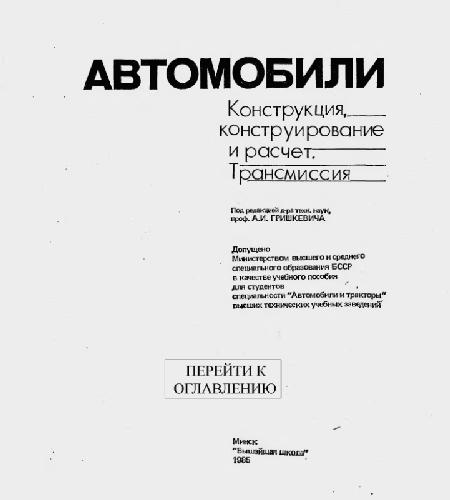 АВТОМОБИЛИ
Конструкция,
конструирование
и расчет.
Трансмиссия
Под редакцией д-ра техн. наук,
проф. А.И. ГРИШКЕВИЧА
Допущено
Министерством высшего и среднего
специального образования БССР
в качестве учебного пособия
для студентов
специальности "Автомобили и тракторы"
высших технических учебных заведений
ПЕРЕЙТИ К
ОГЛАВЛЕНИЮ
Минск
"Вышэйшая школа"
1985